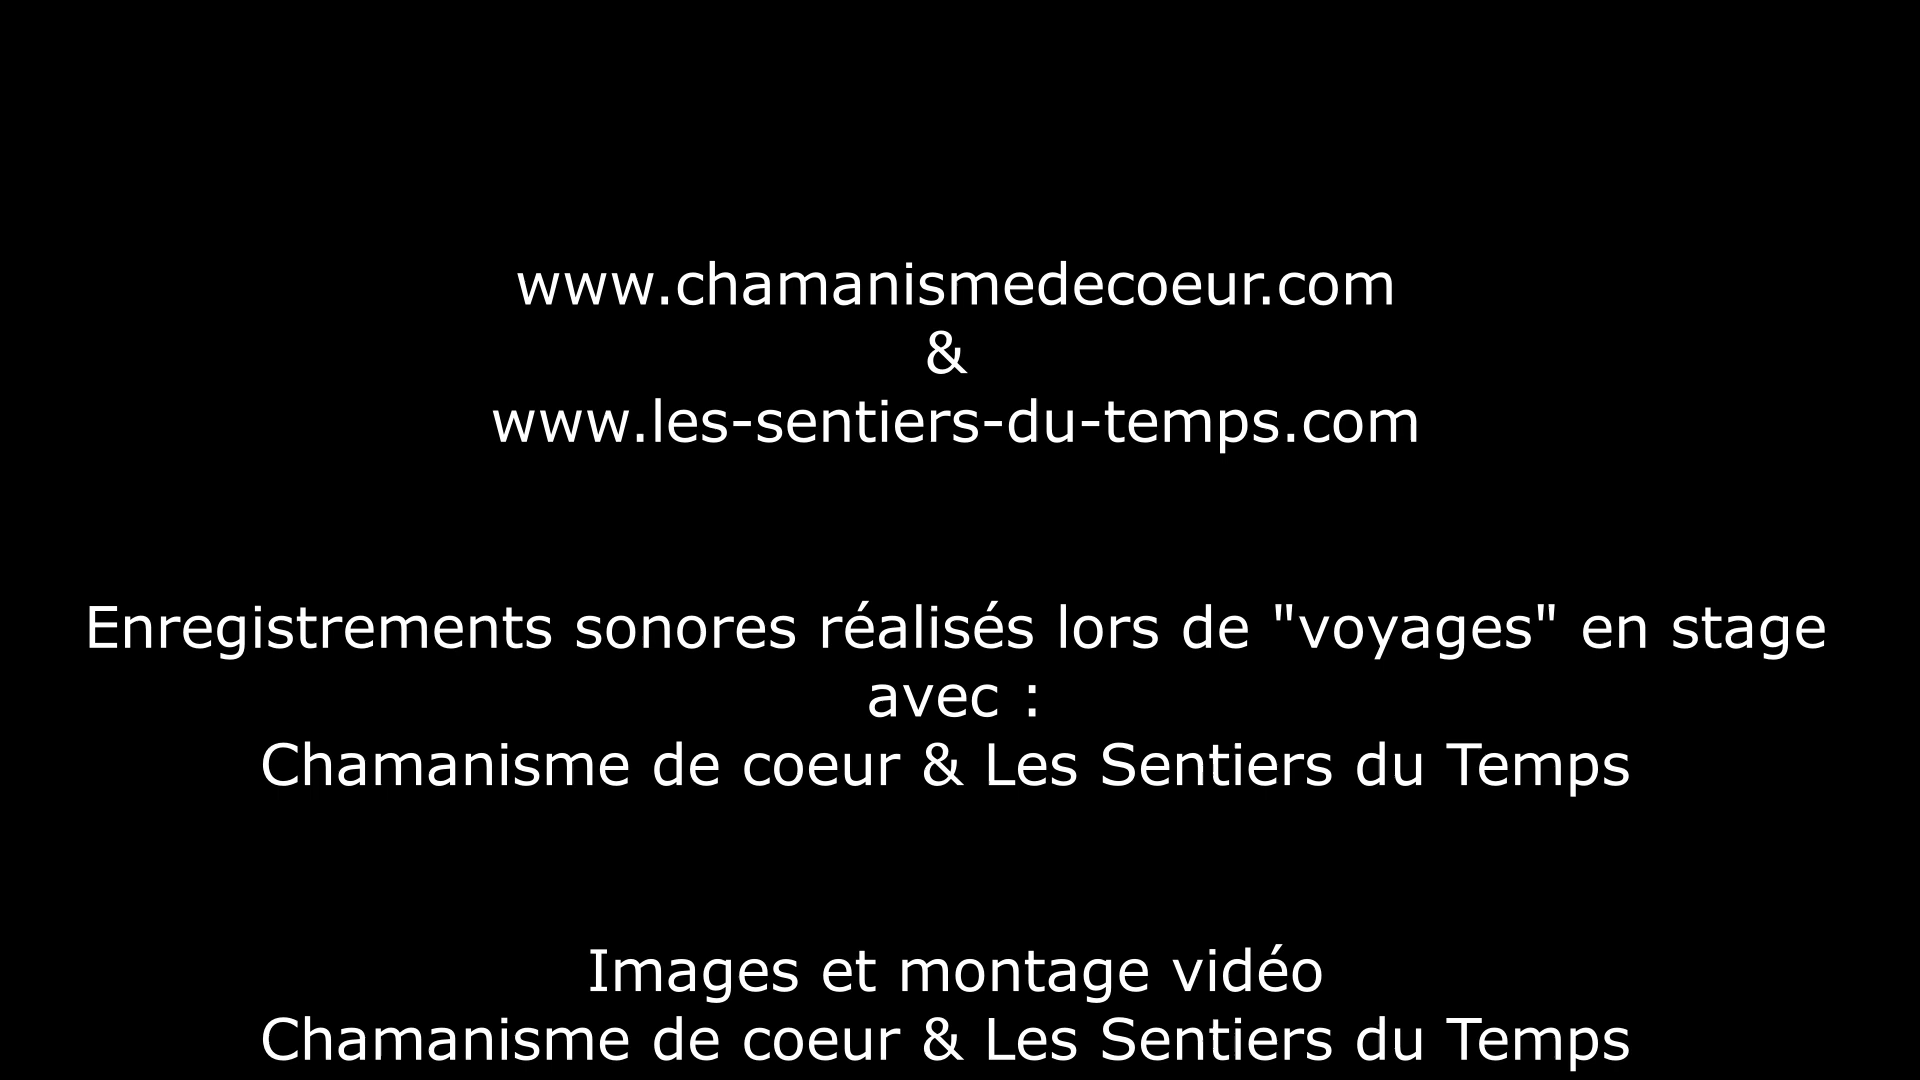 www.chamanismedecoeur.com
&
www.les-sentiers-du-temps.com
Enregistrements sonores réalisés lors de "voyages" en stage
avec :
Chamanisme de coeur & Les Sentiers du Temps
Images et montage vidéo
Chamanisme de coeur & Les Sentiers du Temps